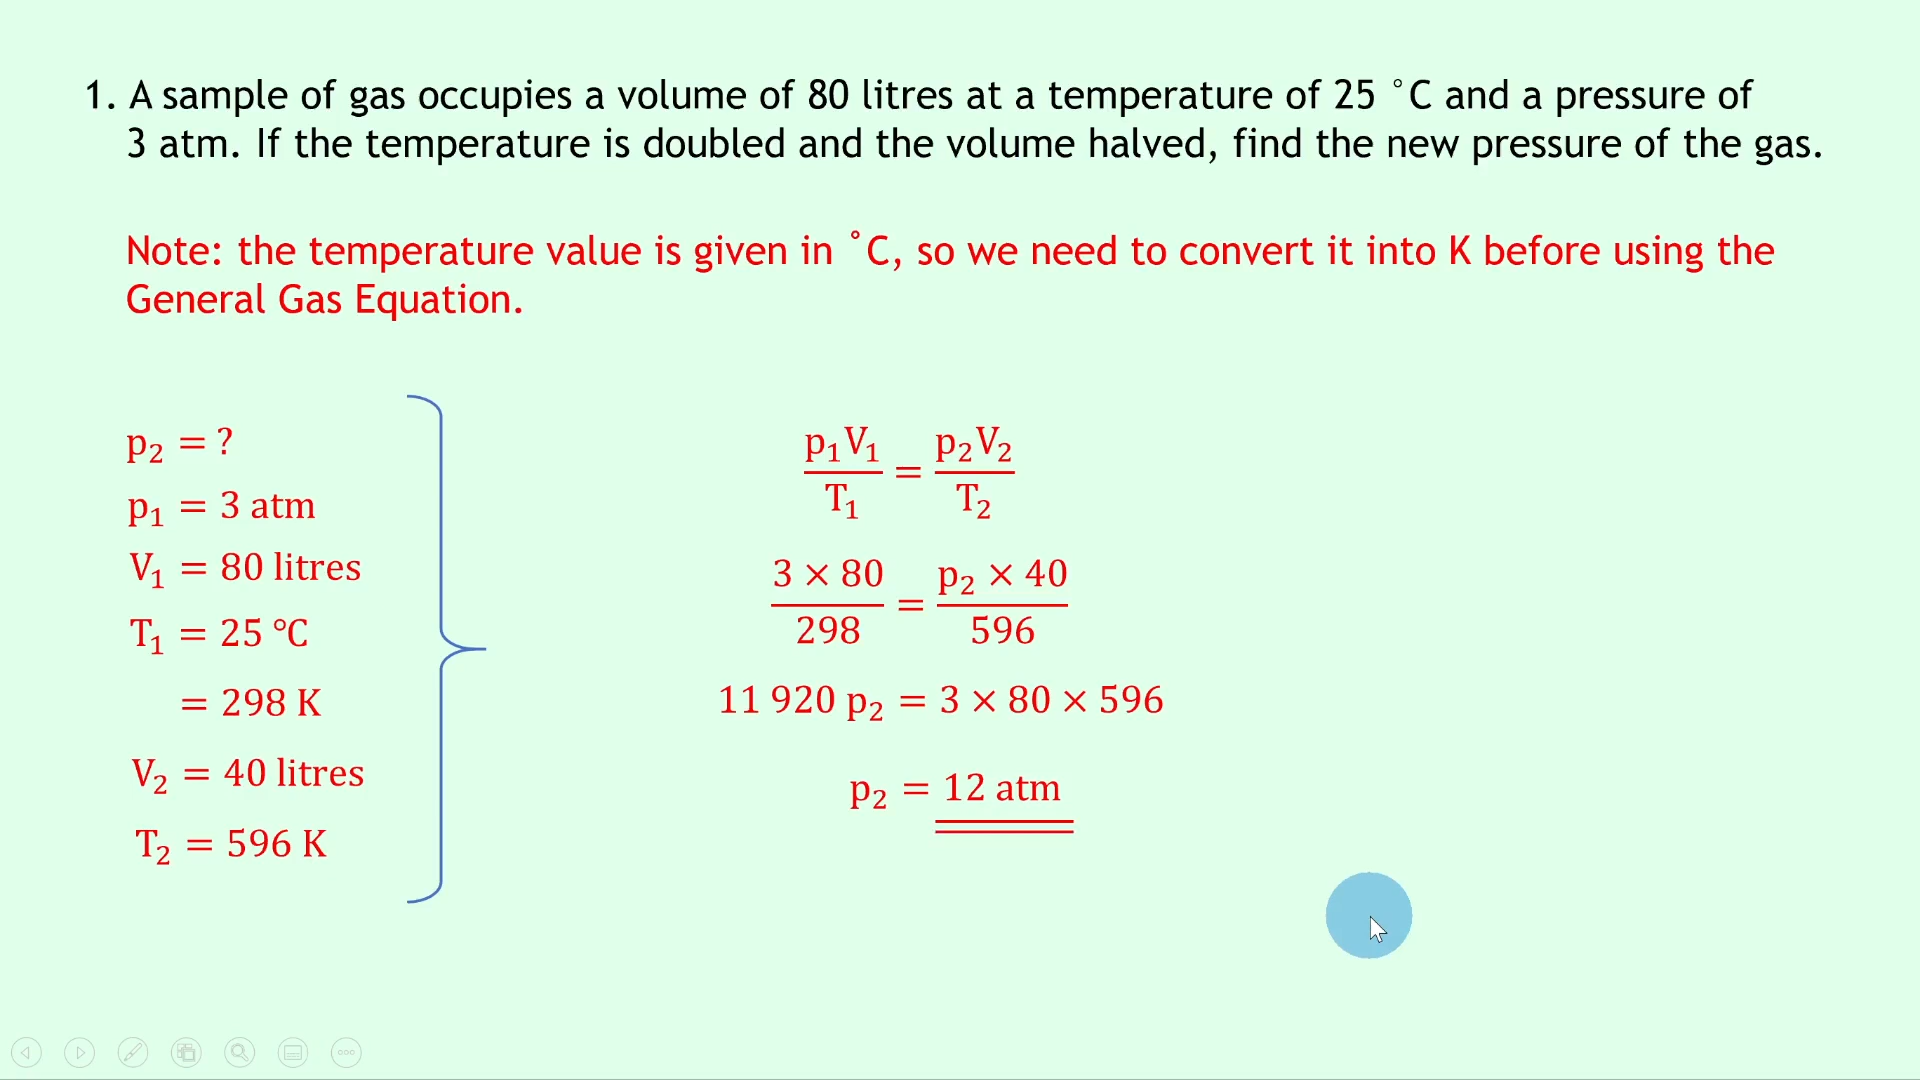 1. A sample of gas occupies a volume of 80 litres at a temperature of 25 °C and a pressure of
3 atm. If the temperature is doubled and the volume halved, find the new pressure of the gas.
Note: the temperature value is given in °C, so we need to convert it into K before using the
General Gas Equation.
p₂ = ?
p₁ = 3 atm
V₁ = 80 litres
T₁ = 25 °C
= 298 K
V₂ = 40 litres
T₂ = 596 K
p₁V₁/T₁ = p₂V₂/T₂
3 × 80/298 = p₂ × 40/596
11 920 p₂ = 3 × 80 × 596
p₂ = 12 atm